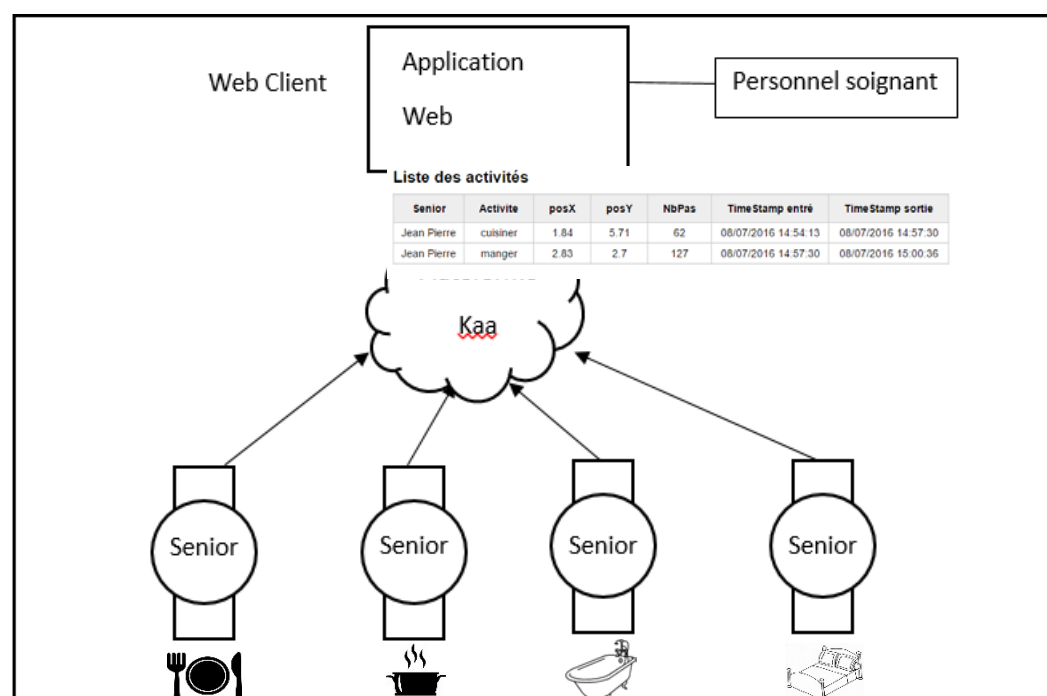 Application
Web Client
Personnel soignant
Web
Liste des activités
Senior Activite posX posY NbPas TimeStamp entré TimeStamp sortie
Jean Pierre cuisiner 1.84 5.71 62 08/07/2016 14:54:13 08/07/2016 14:57:30
Jean Pierre manger 2.83 2.7 127 08/07/2016 14:57:30 08/07/2016 15:00:36
Kaa
Senior Senior Senior Senior